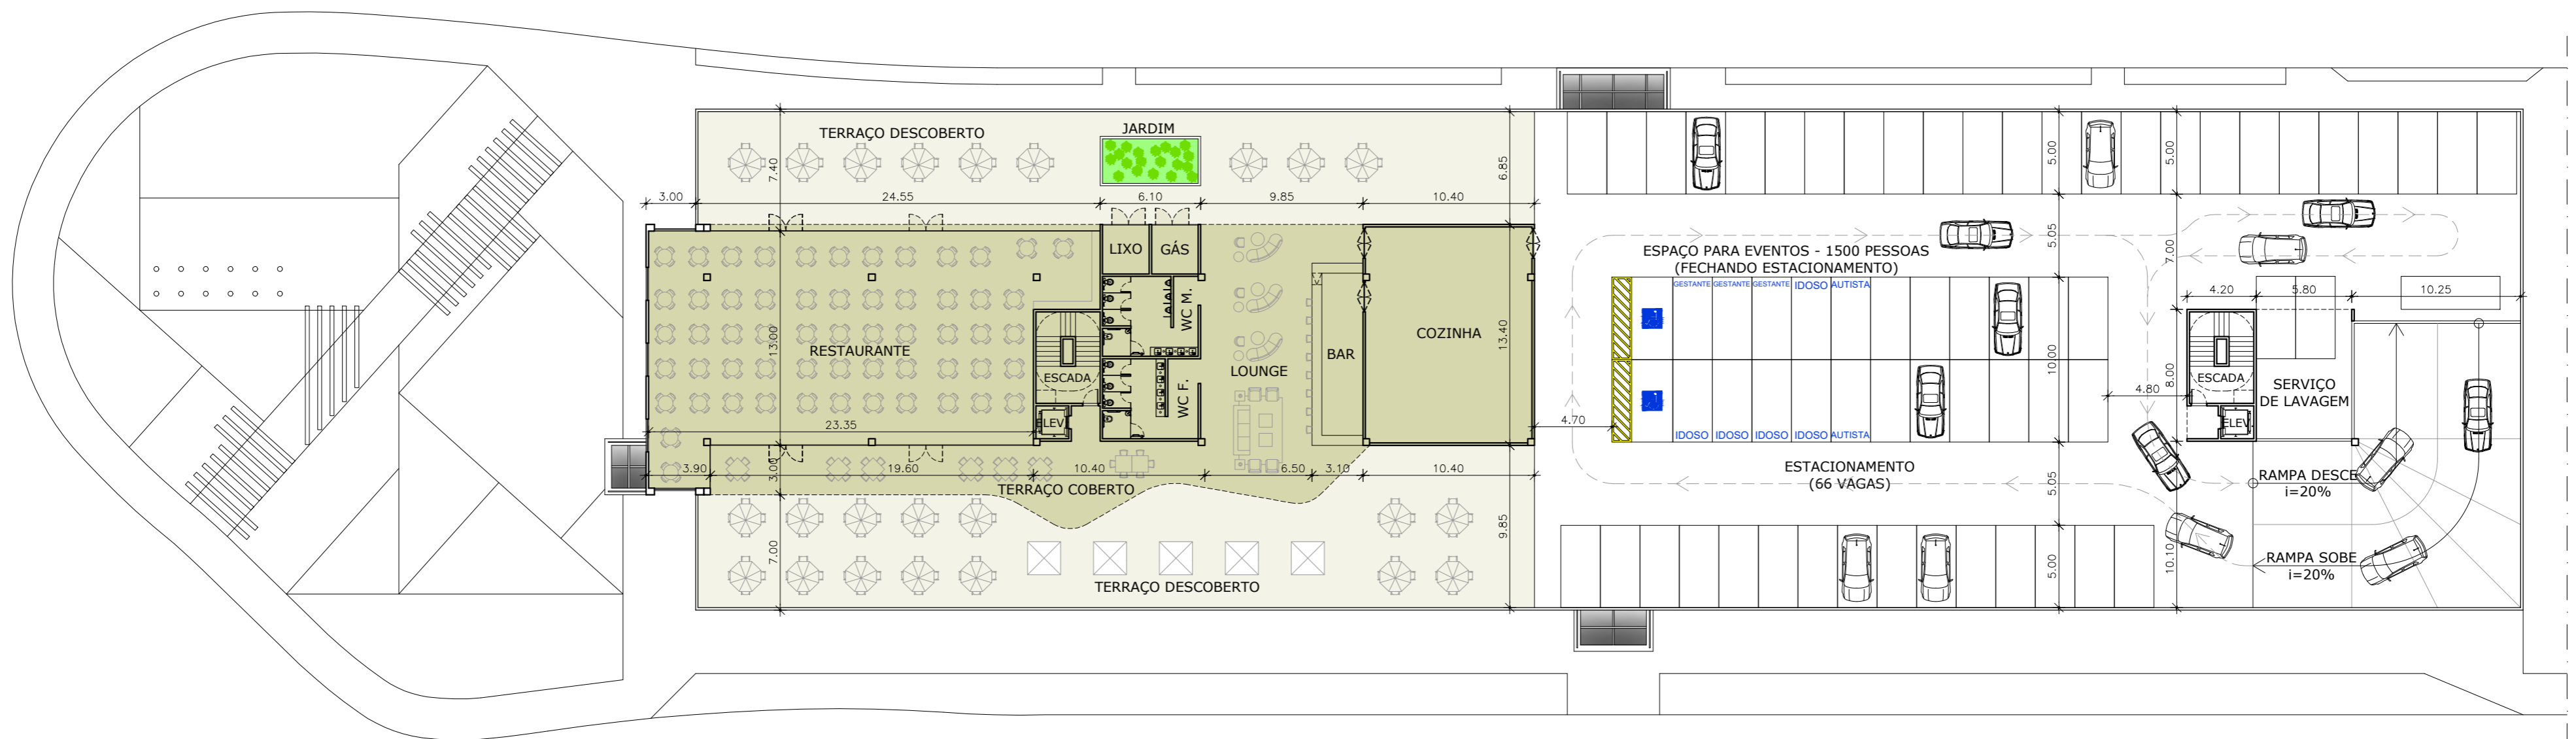 TERRAÇO DESCOBERTO
JARDIM
7.40
6.85
5.00
5.00
3.00
24.55
6.10
9.85
10.40
LIXO
GÁS
5.05
7.00
ESPAÇO PARA EVENTOS - 1500 PESSOAS
(FECHANDO ESTACIONAMENTO)
GESTANTE
GESTANTE
GESTANTE
IDOSO
AUTISTA
4.20
5.80
10.25
WC M.
13.00
RESTAURANTE
BAR
COZINHA
13.40
LOUNGE
ESCADA
10.00
8.00
ESCADA
SERVIÇO
DE LAVAGEM
4.80
WC F.
ELEV.
ELEV.
23.35
4.70
IDOSO
IDOSO
IDOSO
IDOSO
AUTISTA
3.90
3.00
19.60
10.40
6.50
3.10
10.40
TERRAÇO COBERTO
ESTACIONAMENTO
(66 VAGAS)
5.05
RAMPA DESCE
i=20%
7.00
9.85
5.00
10.10
RAMPA SOBE
i=20%
TERRAÇO DESCOBERTO